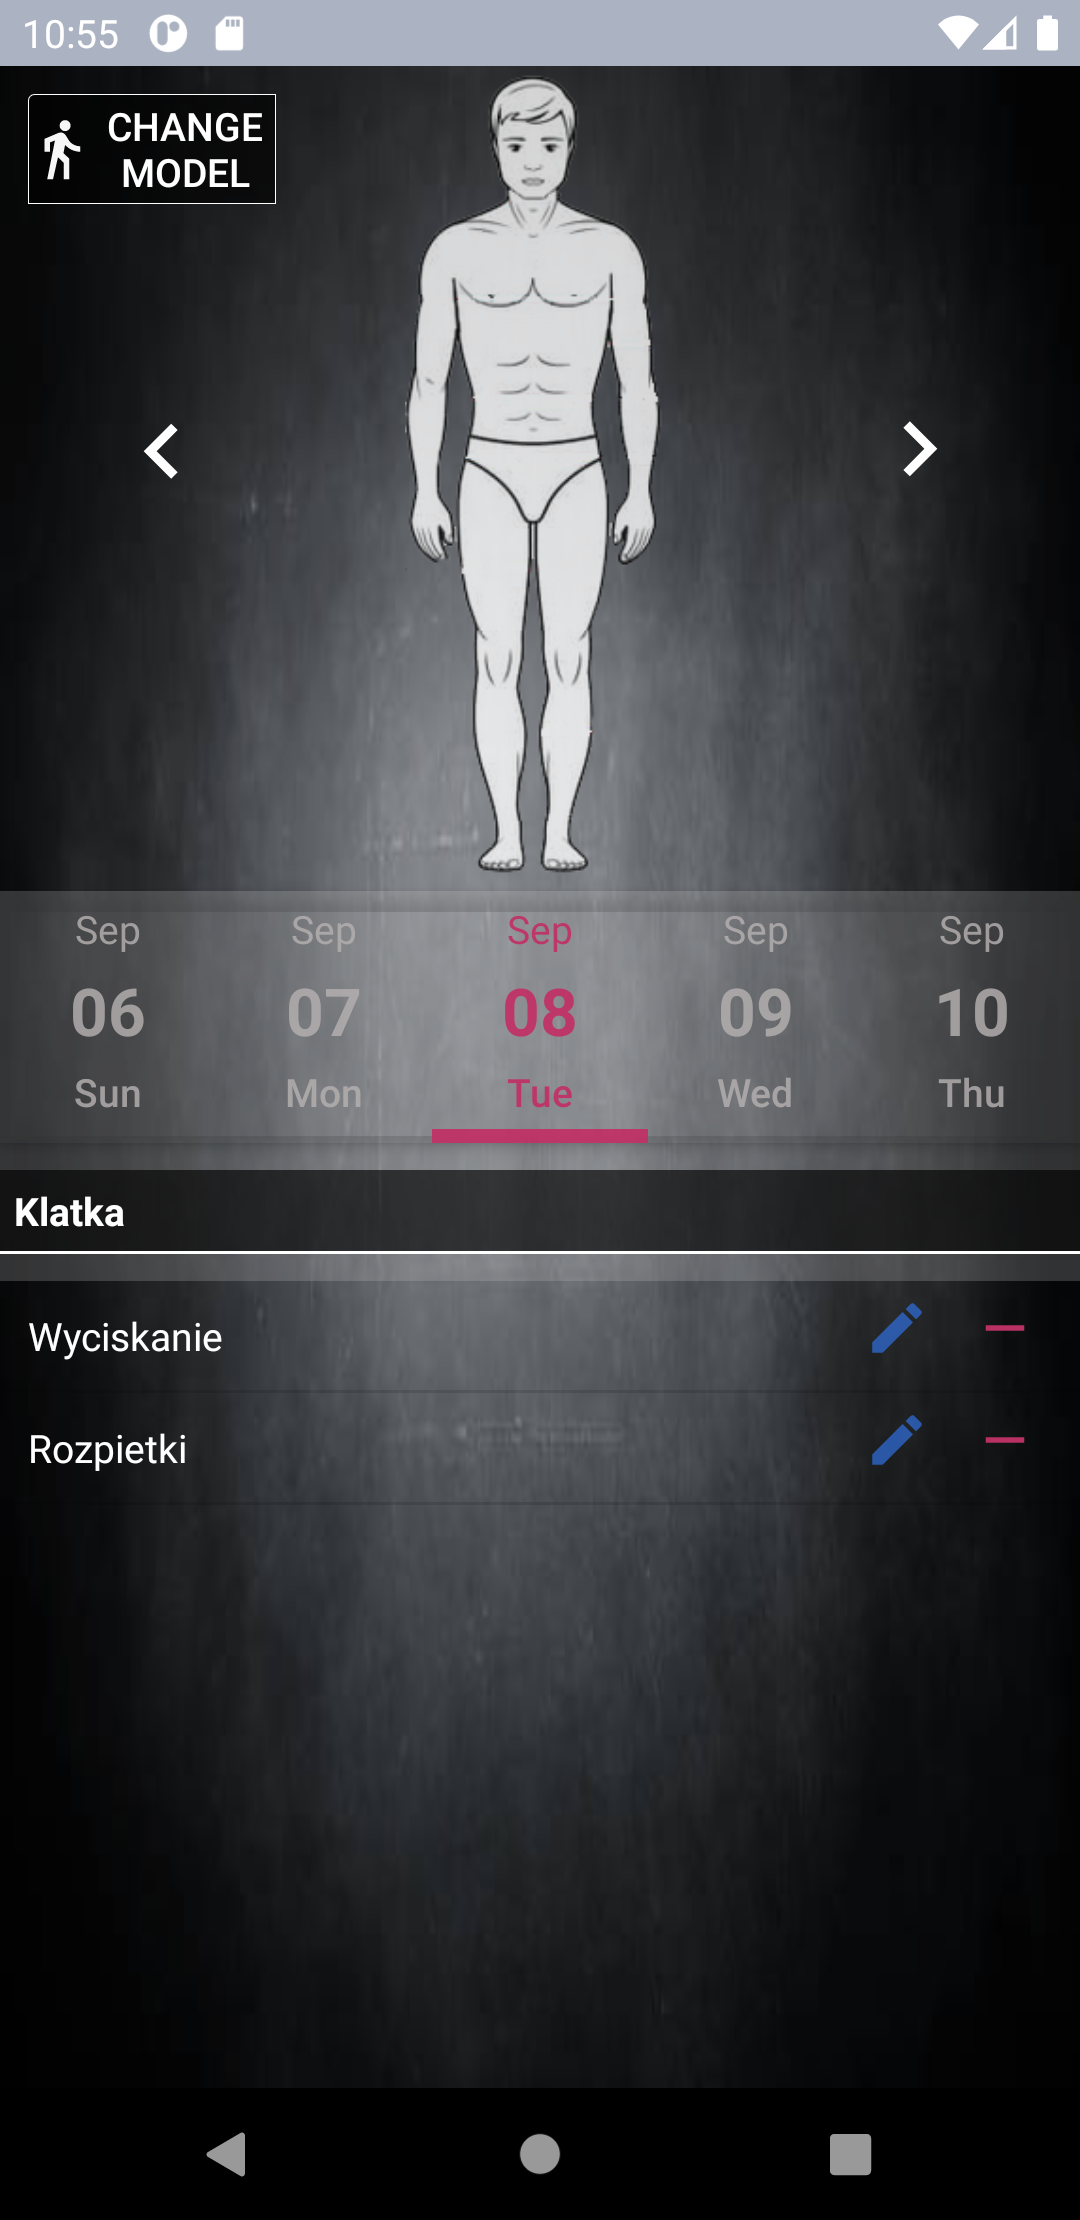 10:55
CHANGE
MODEL
Sep Sep Sep Sep Sep
06 07 08 09 10
Sun Mon Tue Wed Thu
Klatka
Wyciskanie
Rozpietki